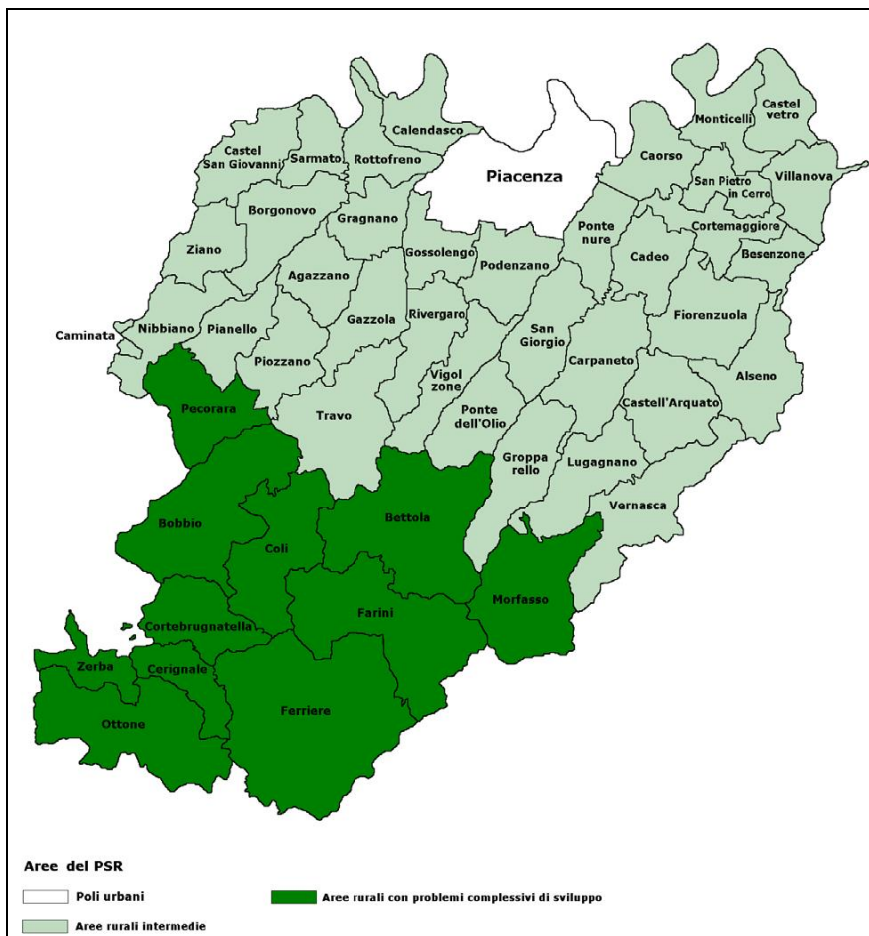 Calendasco
Monticelli
Castel
vetro
Castel
San Giovanni
Sarmato
Rottofreno
Caorso
Piacenza
San Pietro
in Cerro
Villanova
Borgonovo
Gragnano
Ponte
nure
Cortemaggiore
Ziano
Gossolengo
Podenzano
Cadeo
Besenzone
Agazzano
Caminata
Nibbiano
Pianello
Gazzola
Rivergaro
San
Giorgio
Fiorenzuola
Piozzano
Vigol
zone
Carpaneto
Alseno
Pecorara
Travo
Ponte
dell'Olio
Castell'Arquato
Groppa
rello
Lugagnano
Vernasca
Bobbio
Coli
Bettola
Morfasso
Farini
Cortebrugnatella
Zerba
Cerignale
Ottone
Ferriere
Aree del PSR
Poli urbani
Aree rurali con problemi complessivi di sviluppo
Aree rurali intermedie